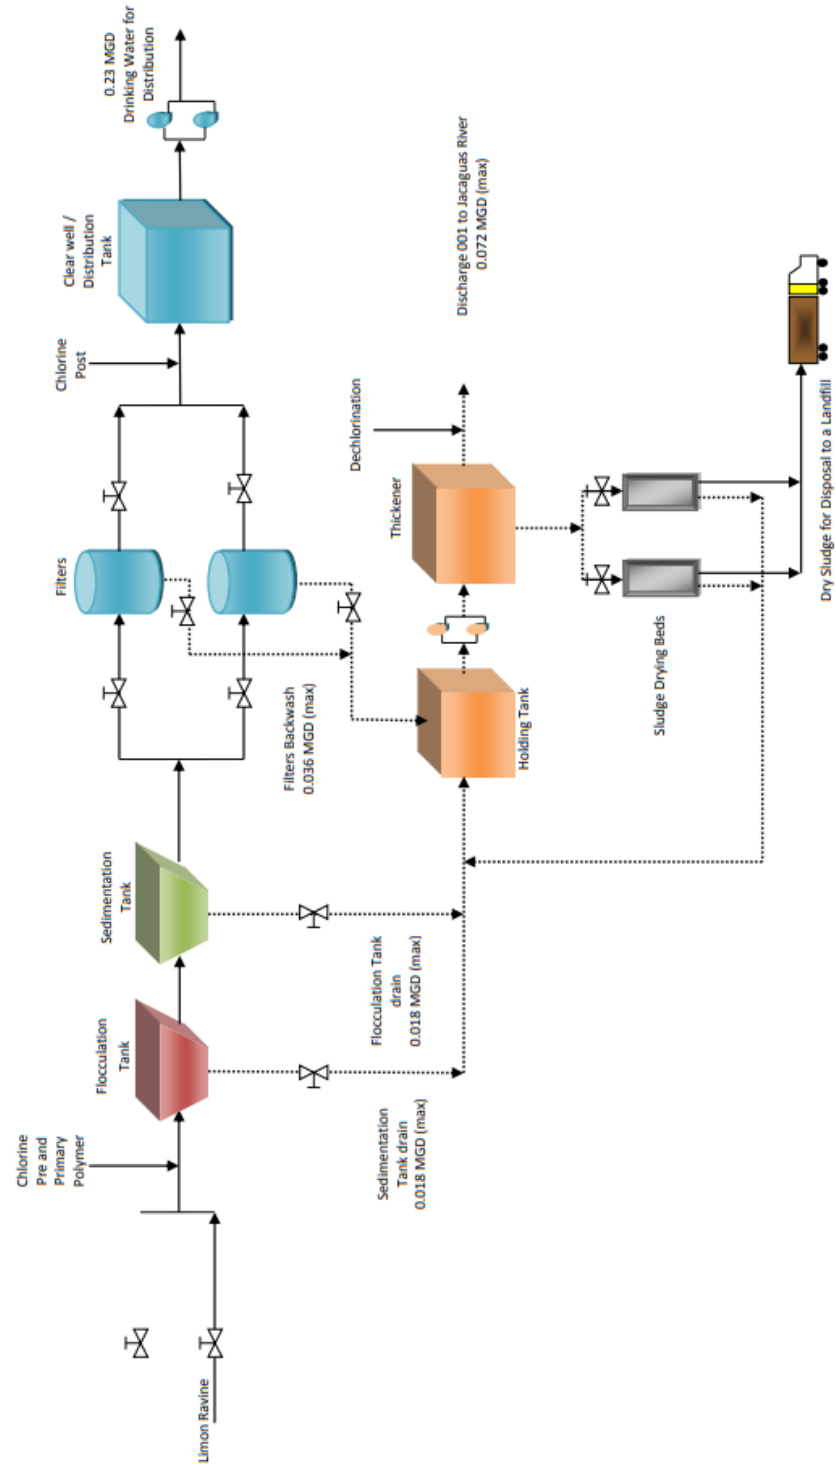 Limon Ravine
Chlorine
Pre and
Primary
Polymer
Flocculation
Tank
Sedimentation
Tank
Filters
Chlorine
Post
Clear well /
Distribution
Tank
0.23 MGD
Drinking Water for
Distribution
Sedimentation
Tank drain
0.018 MGD (max)
Flocculation Tank
drain
0.018 MGD (max)
Filters Backwash
0.036 MGD (max)
Holding Tank
Thickener
Dechlorination
Discharge 001 to Jacaguas River
0.072 MGD (max)
Sludge Drying Beds
Dry Sludge for Disposal to a Landfill